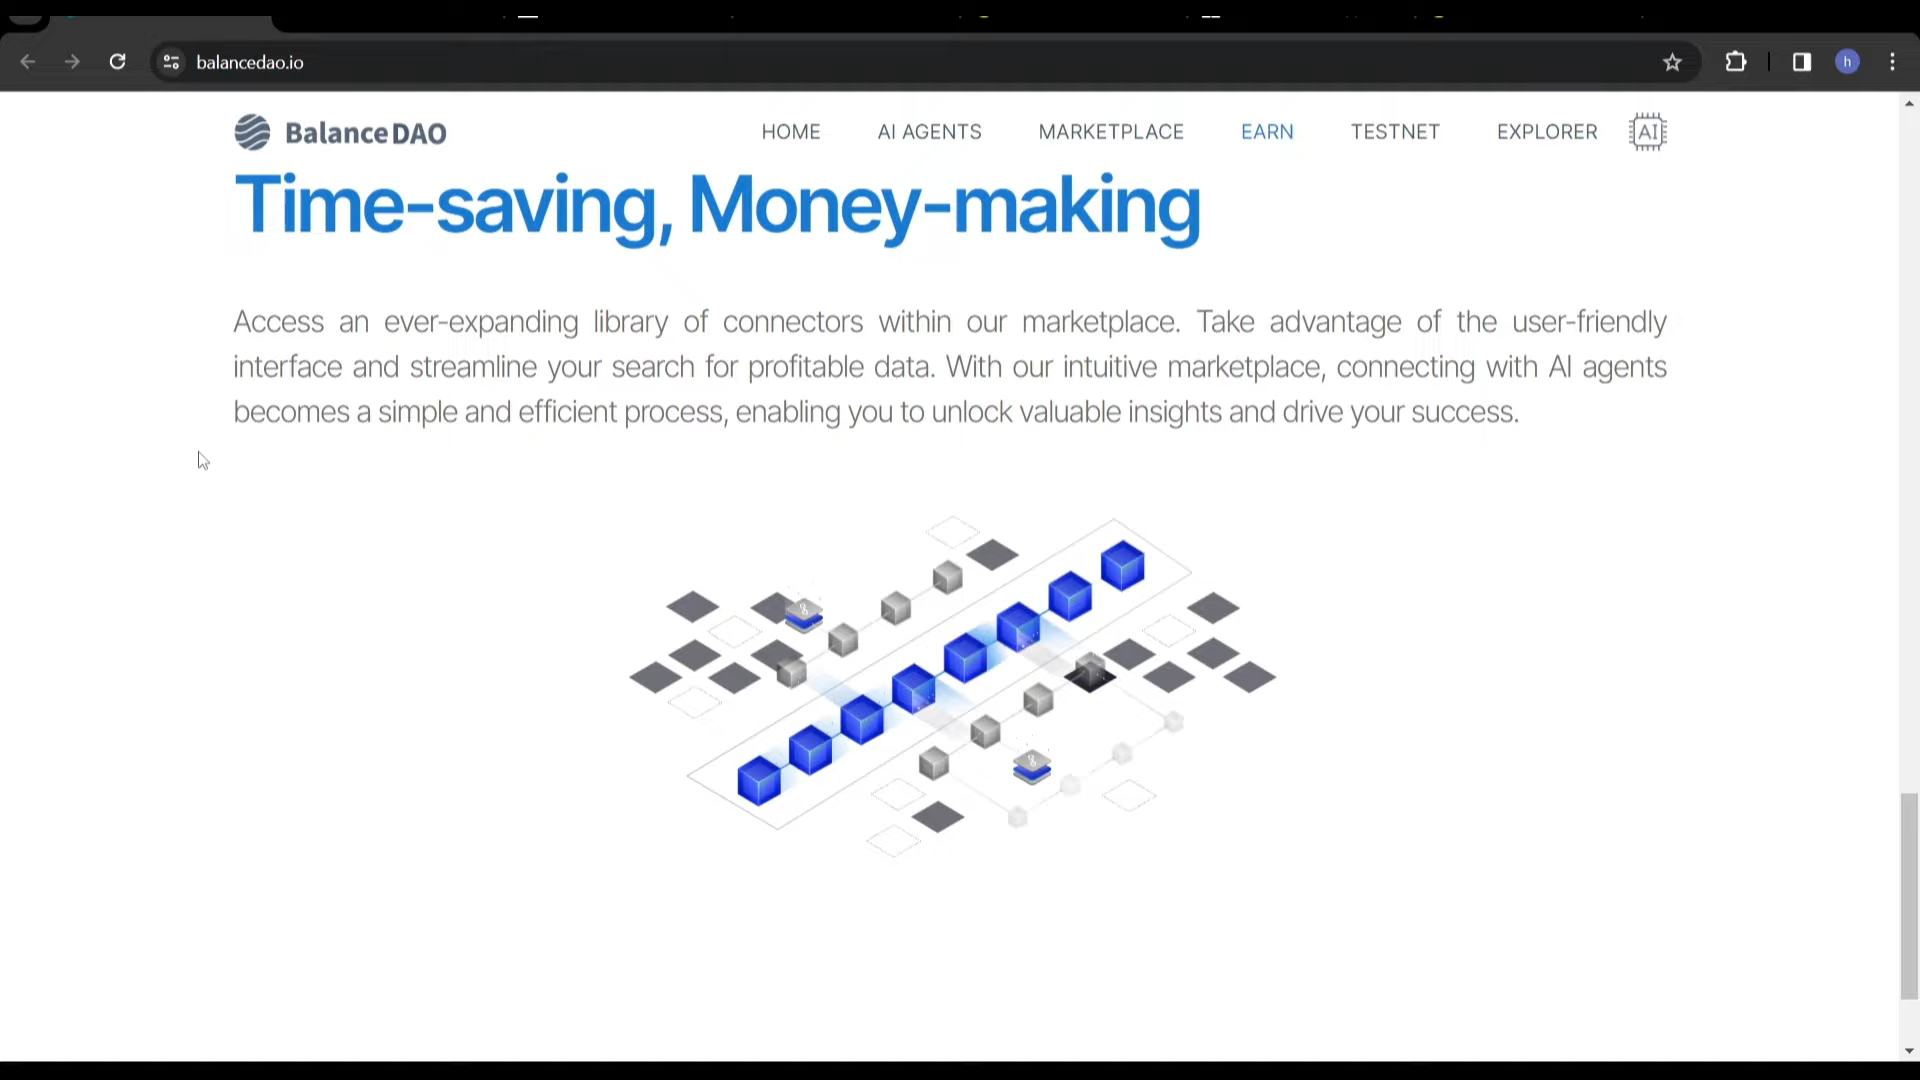 balancedao.io
h
BalanceDAO
HOME
AI AGENTS
MARKETPLACE
EARN
TESTNET
EXPLORER
AI
Time-saving, Money-making
Access an ever-expanding library of connectors within our marketplace. Take advantage of the user-friendly
interface and streamline your search for profitable data. With our intuitive marketplace, connecting with AI agents
becomes a simple and efficient process, enabling you to unlock valuable insights and drive your success.